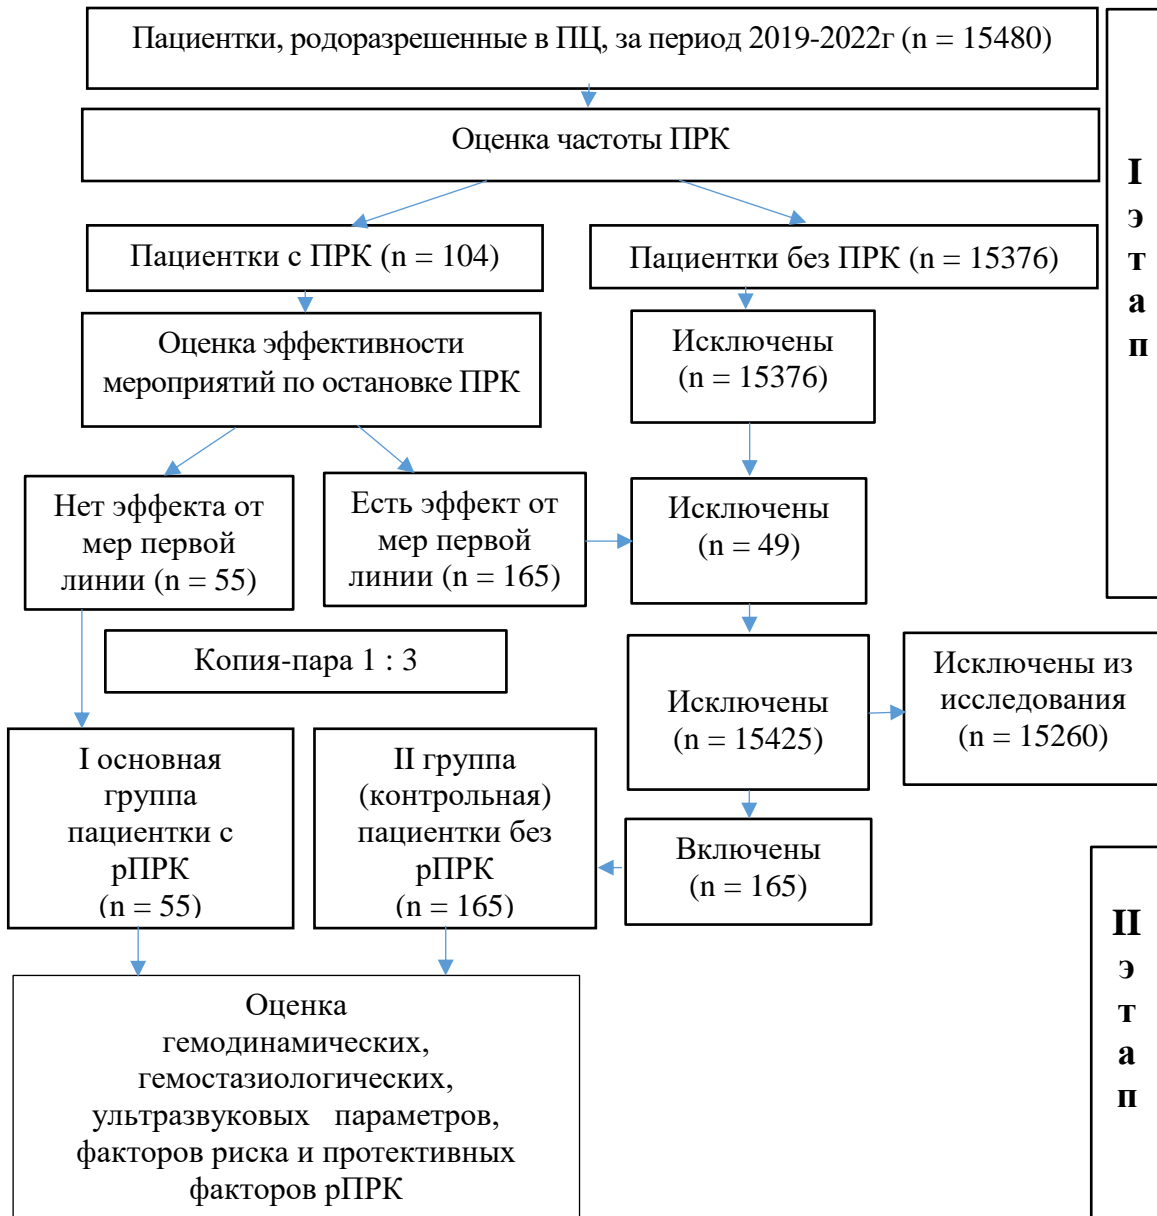 Пациентки, родоразрешенные в ПЦ, за период 2019-2022г (n = 15480)
Оценка частоты ПРК
Пациентки с ПРК (n = 104)
Пациентки без ПРК (n = 15376)
Оценка эффективности
мероприятий по остановке ПРК
Исключены
(n = 15376)
Нет эффекта от
мер первой
линии (n = 55)
Есть эффект от
мер первой
линии (n = 165)
Исключены
(n = 49)
I
э
т
а
п
Копия-пара 1 : 3
Исключены
(n = 15425)
Исключены из
исследования
(n = 15260)
I основная
группа
пациентки с
рПРК
(n = 55)
II группа
(контрольная)
пациентки без
рПРК
(n = 165)
Включены
(n = 165)
Оценка
гемодинамических,
гемостазиологических,
ультразвуковых параметров,
факторов риска и протективных
факторов рПРК
II
э
т
а
п